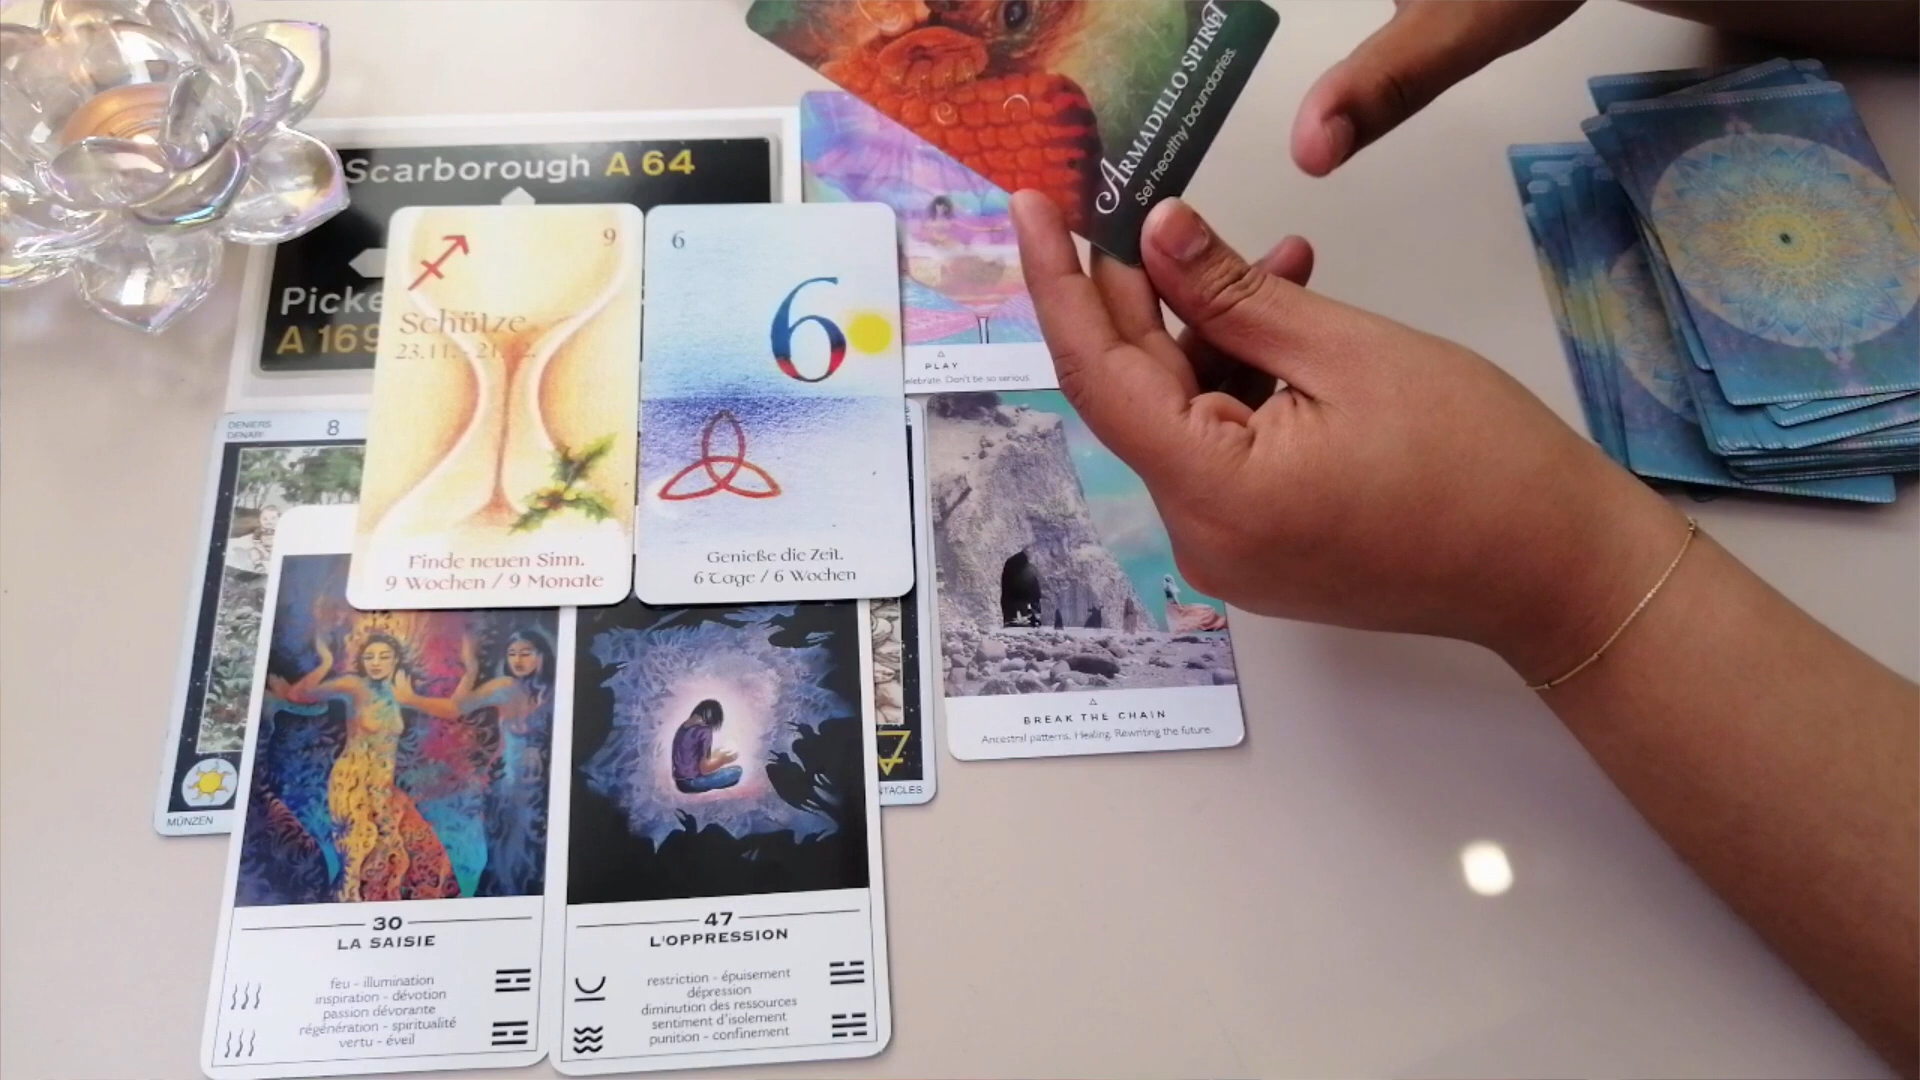 ARMADILLO SPIRIT
Set healthy boundaries.
Scarborough A 64
Picke
A 169
9
Schütze
23.11. - 21.12.
Finde neuen Sinn.
9 Wochen / 9 Monate
6
6
Genieße die Zeit.
6 Tage / 6 Wochen
PLAY
elebrate. Don't be so serious.
DENIERS
DENARI
8
MÜNZEN
NTACLES
BREAK THE CHAIN
Ancestral patterns. Healing. Rewriting the future.
30
LA SAISIE
feu - illumination
inspiration - dévotion
passion dévorante
régénération - spiritualité
vertu - éveil
47
L'OPPRESSION
restriction - épuisement
dépression
diminution des ressources
sentiment d'isolement
punition - confinement